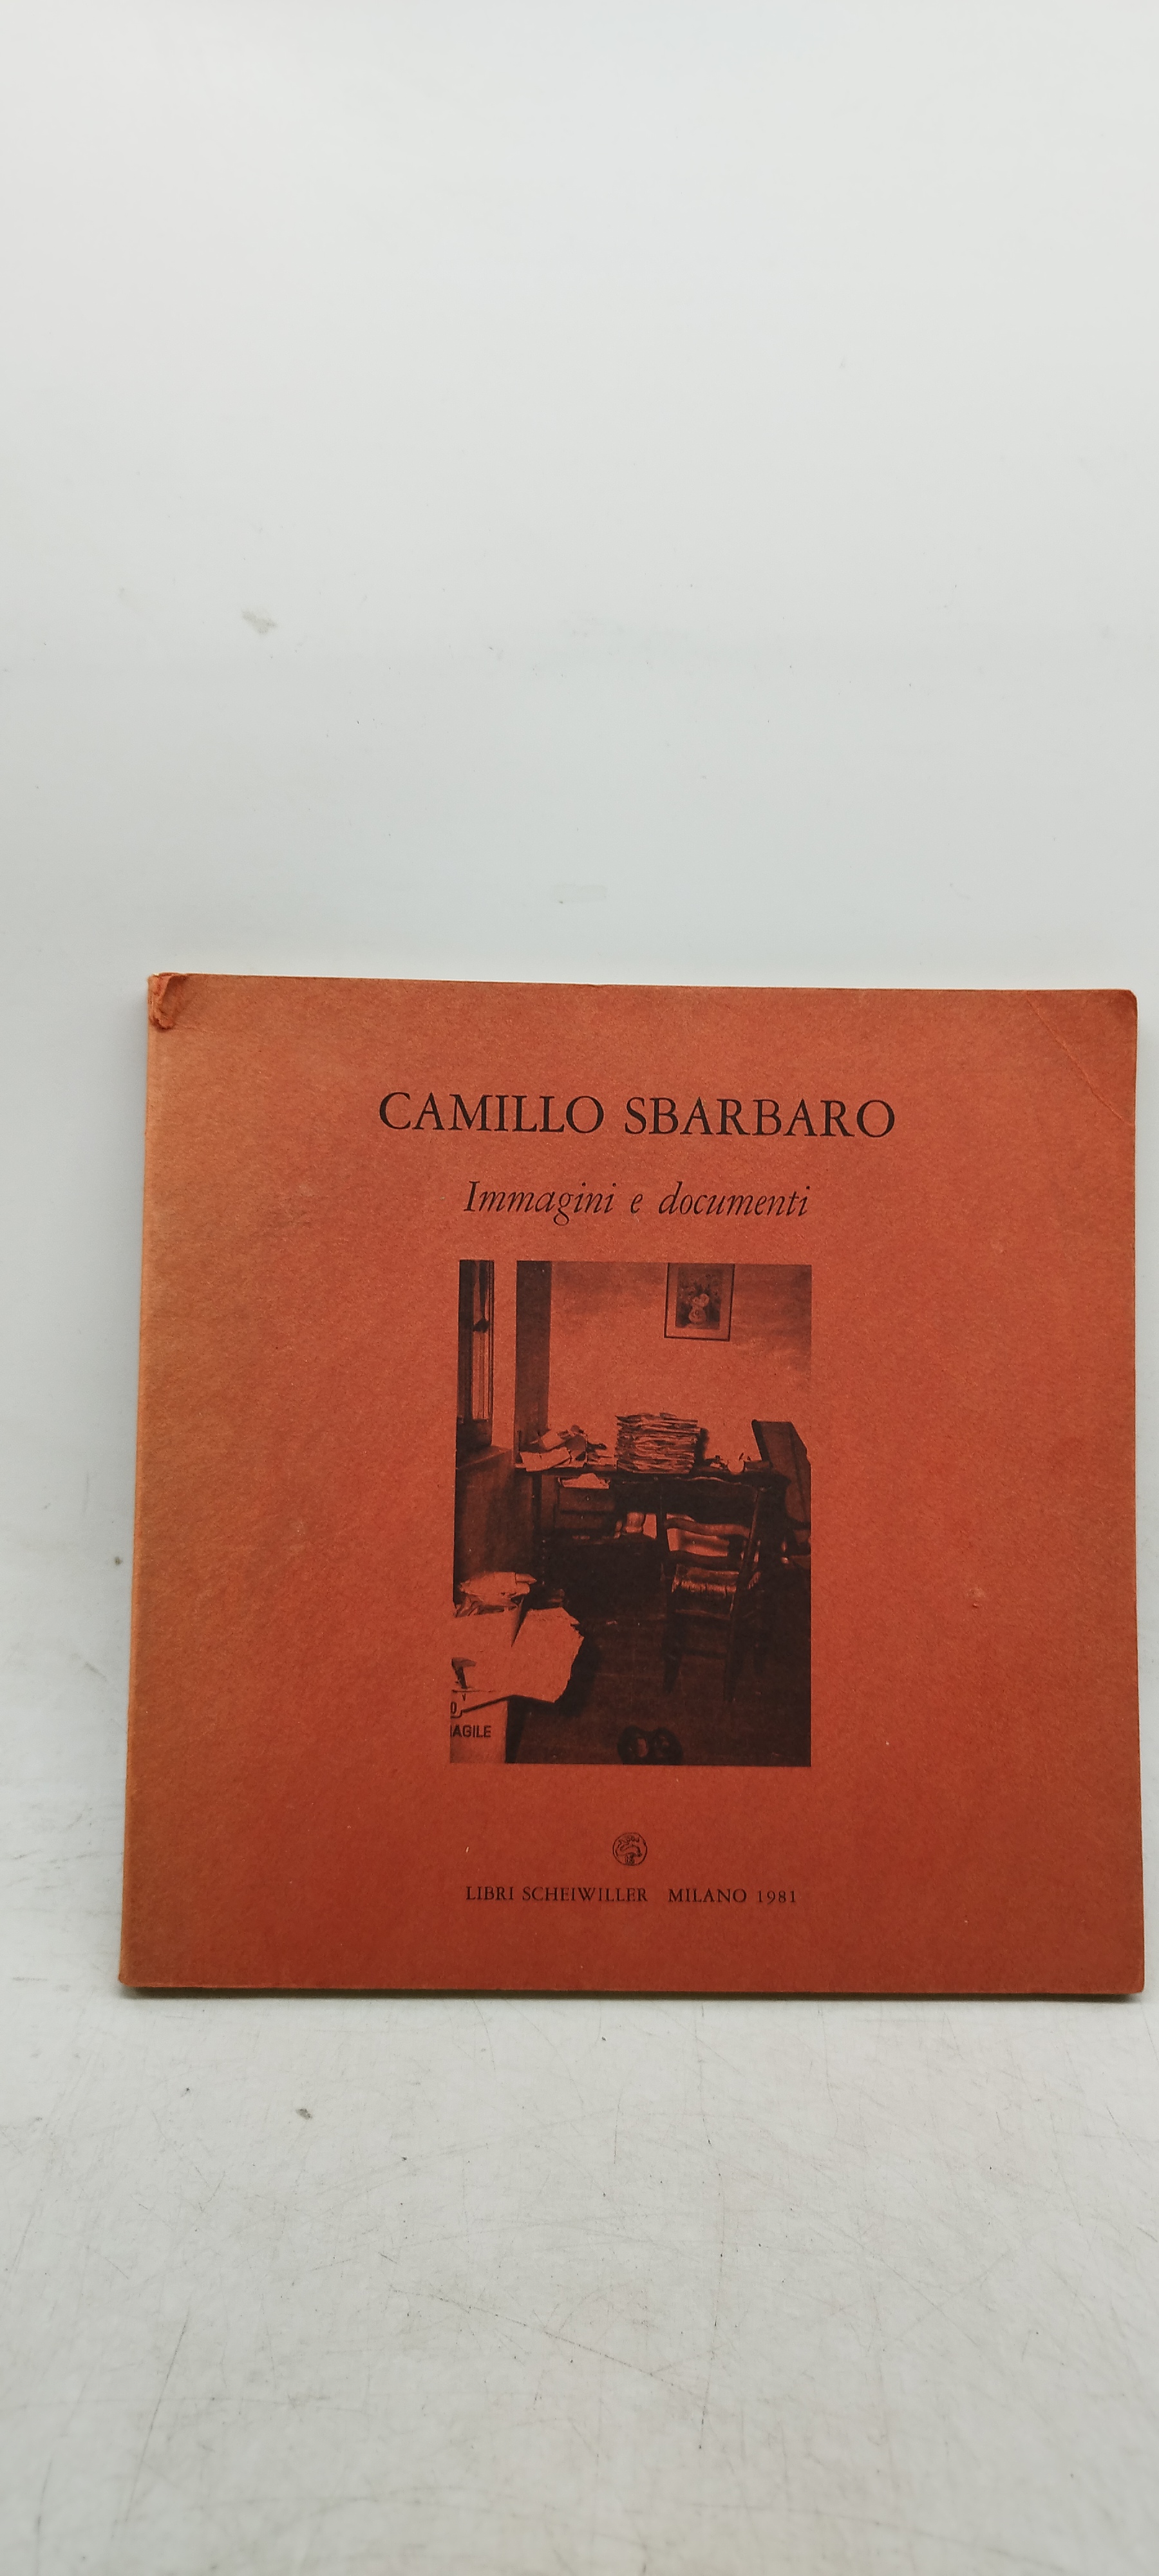 CAMILLO SBARBARO
Immagini e documenti
AGILE
LIBRI SCHEIWILLER MILANO 1981